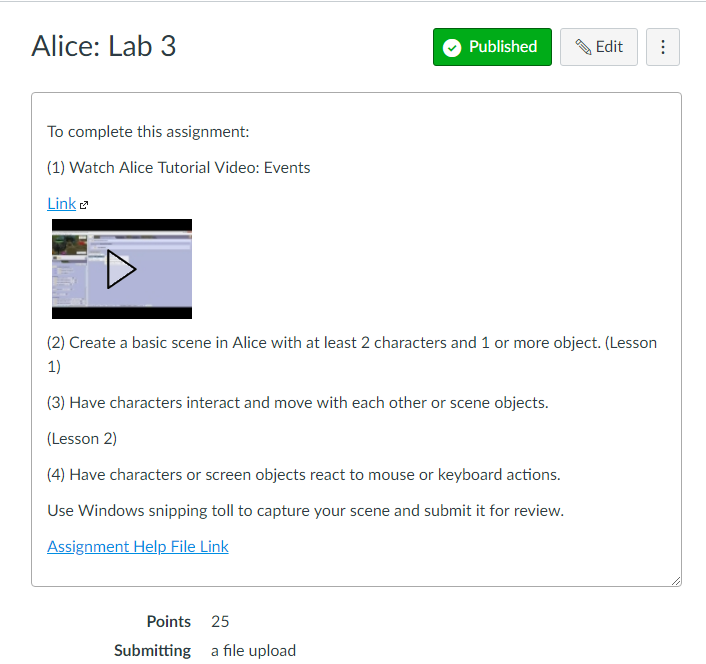 Alice: Lab 3
Published
Edit
To complete this assignment:
(1) Watch Alice Tutorial Video: Events
Link
(2) Create a basic scene in Alice with at least 2 characters and 1 or more object. (Lesson
1)
(3) Have characters interact and move with each other or scene objects.
(Lesson 2)
(4) Have characters or screen objects react to mouse or keyboard actions.
Use Windows snipping toll to capture your scene and submit it for review.
Assignment Help File Link
Points 25
Submitting a file upload